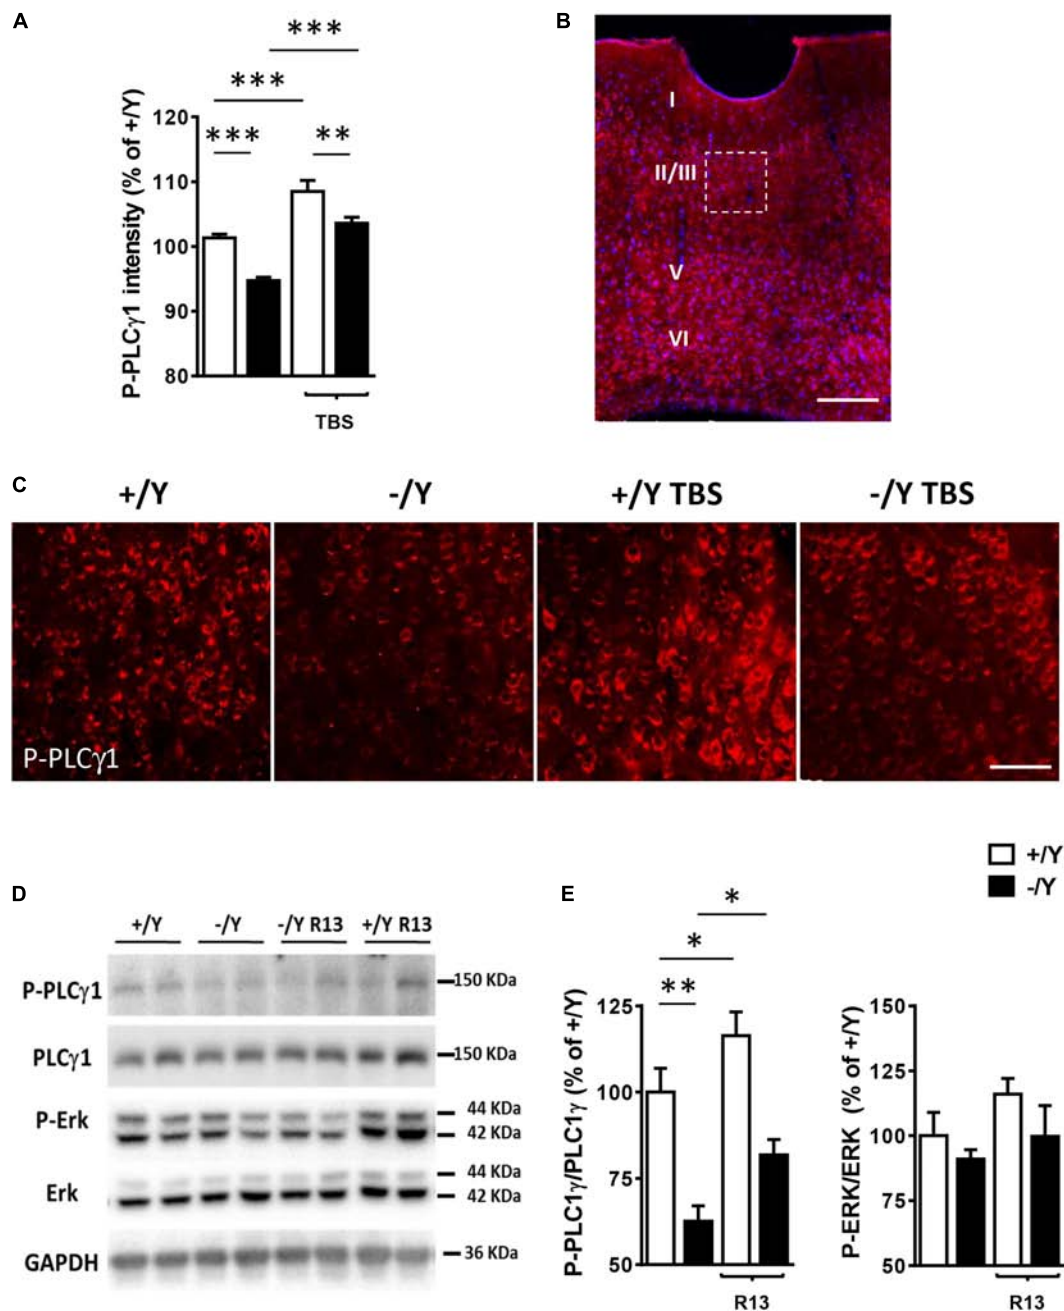 A
B
***
***
***
**
P-PLCγ1 intensity (% of +/Y)
120
110
100
90
80
TBS
I
II/III
V
VI
C
+/Y
-/Y
+/Y TBS
-/Y TBS
P-PLCγ1
+/Y
-/Y
D
+/Y
-/Y
-/Y R13
+/Y R13
P-PLCγ1
150 KDa
PLCγ1
150 KDa
P-Erk
44 KDa
42 KDa
Erk
44 KDa
42 KDa
GAPDH
36 KDa
E
*
*
**
P-PLC1γ/PLC1γ (% of +/Y)
125
100
75
50
R13
P-ERK/ERK (% of +/Y)
150
125
100
75
50
R13